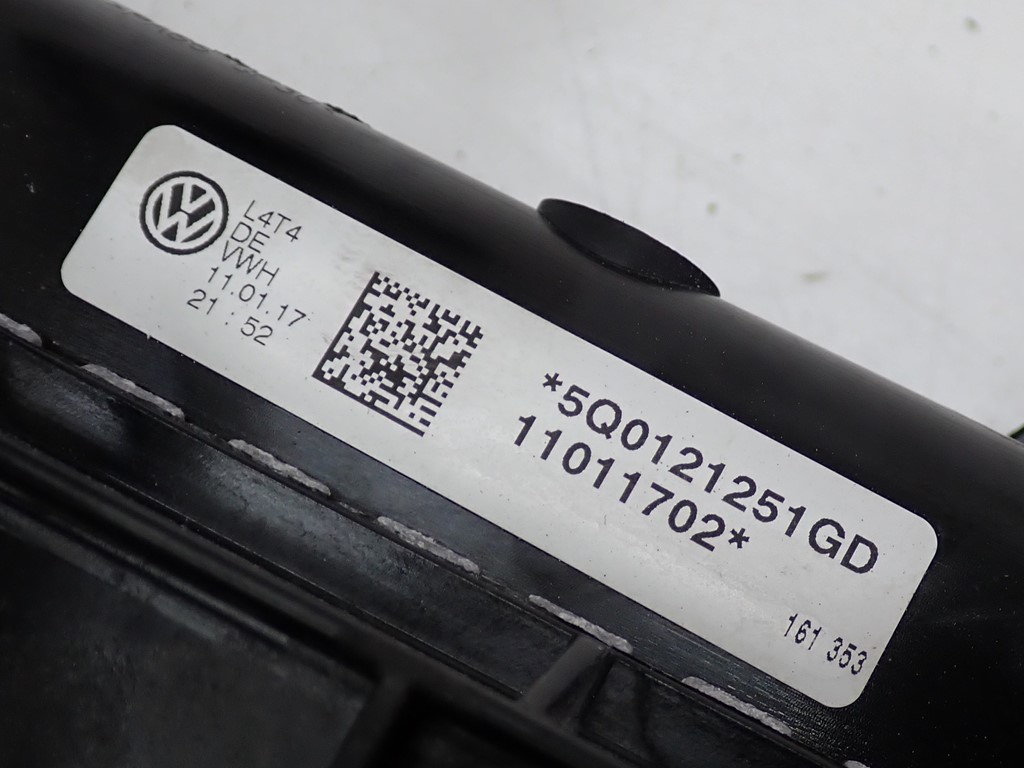 L4T4
DE
VWH
11.01.17
21:52
*5Q0121251GD
11011702*
161 353